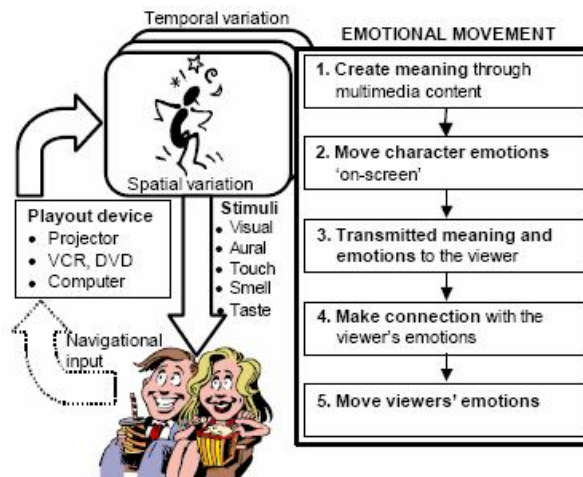 Temporal variation
Spatial variation
Playout device
• Projector
• VCR, DVD
• Computer
Stimuli
• Visual
• Aural
• Touch
• Smell
• Taste
Navigational
input
EMOTIONAL MOVEMENT
1. Create meaning through
multimedia content
2. Move character emotions
‘on-screen’
3. Transmitted meaning and
emotions to the viewer
4. Make connection with the
viewer’s emotions
5. Move viewers’ emotions